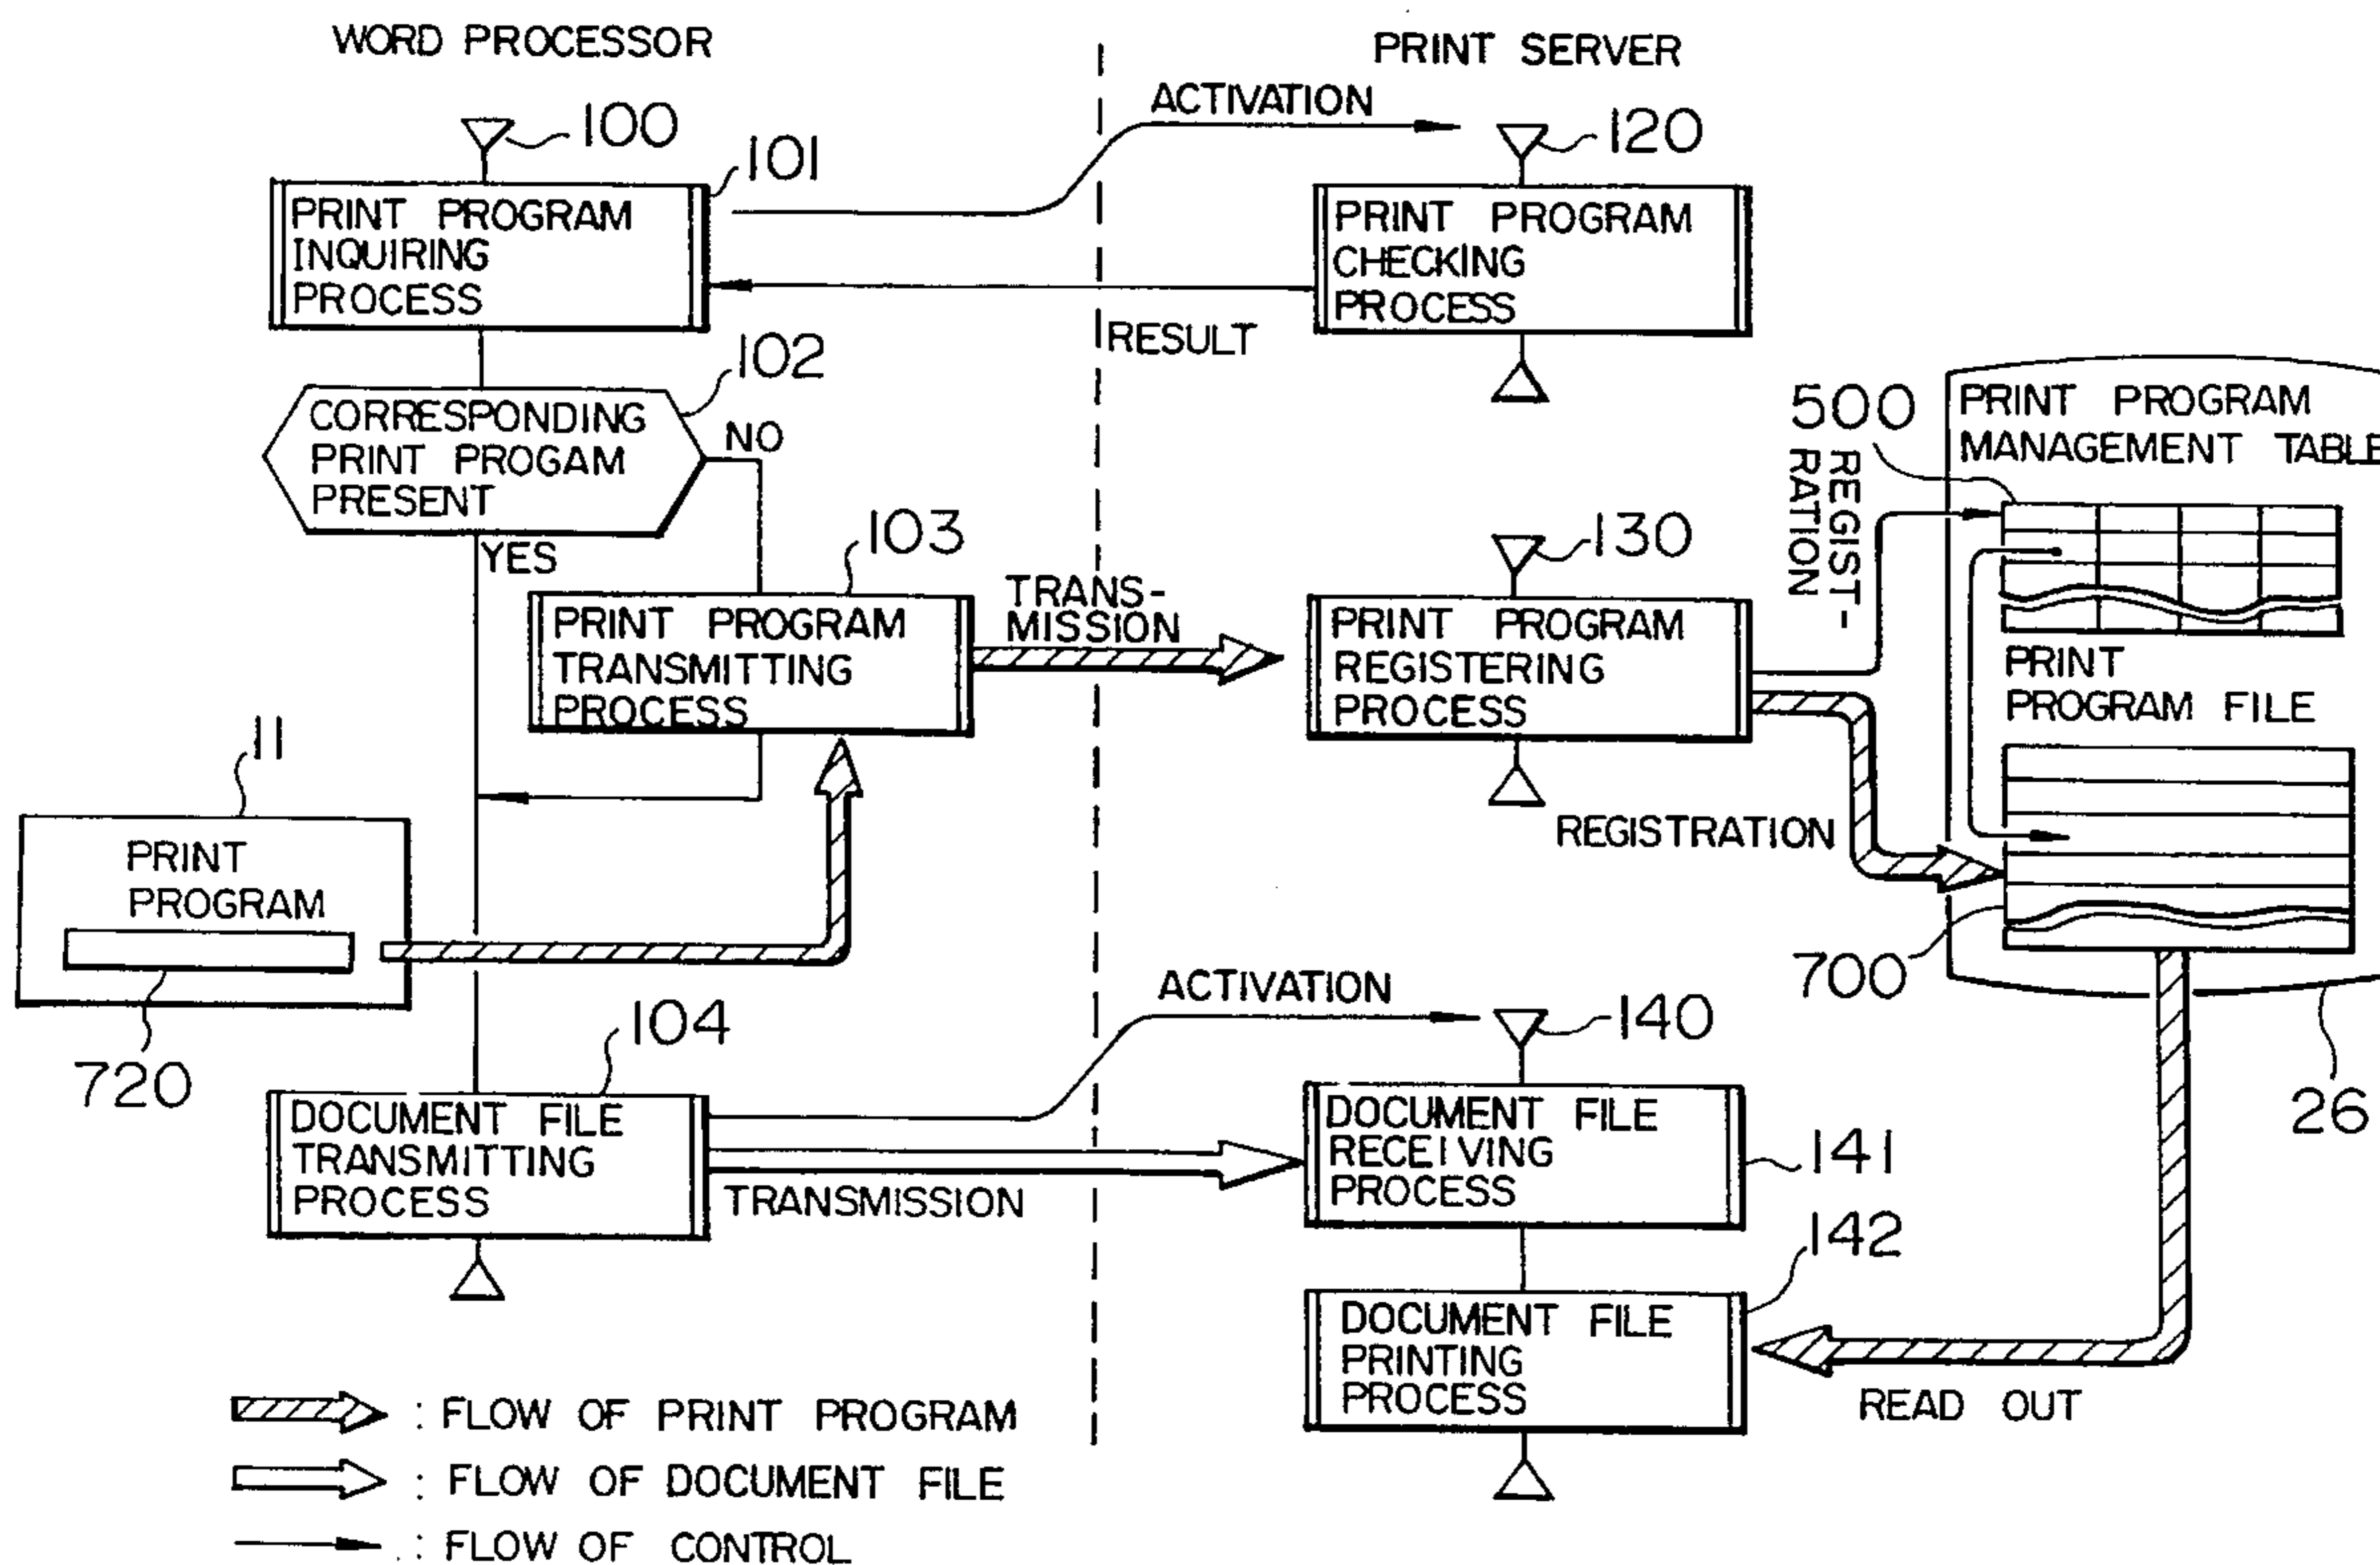 WORD PROCESSOR
PRINT SERVER
ACTIVATION
100
120
101
PRINT PROGRAM
INQUIRING
PROCESS
PRINT PROGRAM
CHECKING
PROCESS
RESULT
102
CORRESPONDING
PRINT PROGAM
PRESENT
NO
YES
500
PRINT PROGRAM
MANAGEMENT TABLE
REGIST-
RATION
103
130
PRINT PROGRAM
TRANSMITTING
PROCESS
TRANS-
MISSION
PRINT PROGRAM
REGISTERING
PROCESS
PRINT
PROGRAM FILE
11
PRINT
PROGRAM
REGISTRATION
720
700
26
ACTIVATION
104
140
DOCUMENT FILE
TRANSMITTING
PROCESS
TRANSMISSION
DOCUMENT FILE
RECEIVING
PROCESS
141
142
DOCUMENT FILE
PRINTING
PROCESS
READ OUT
: FLOW OF PRINT PROGRAM
: FLOW OF DOCUMENT FILE
: FLOW OF CONTROL